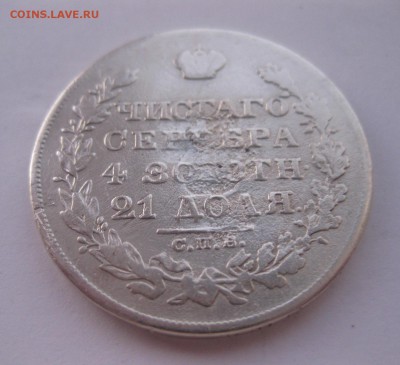 COINS.LAVE.RU
ЧИСТАГО
СЕРЕБРА
4 ЗОЛОТН
21 ДОЛЯ.
С.П.Б.